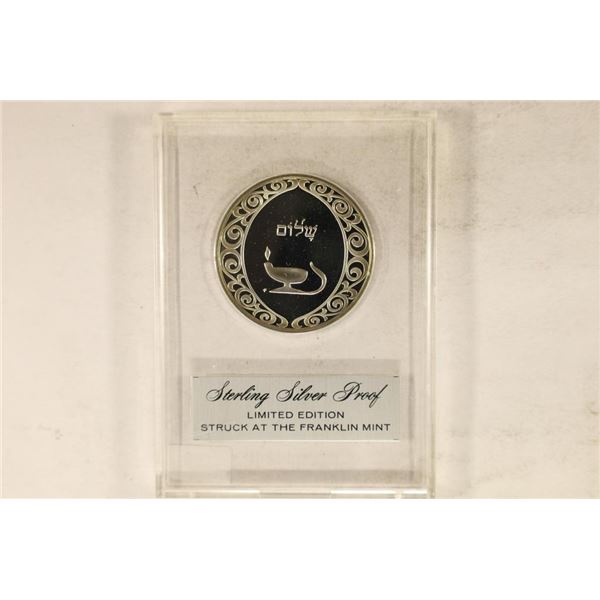 שָׁלוֹם
Sterling Silver Proof
LIMITED EDITION
STRUCK AT THE FRANKLIN MINT